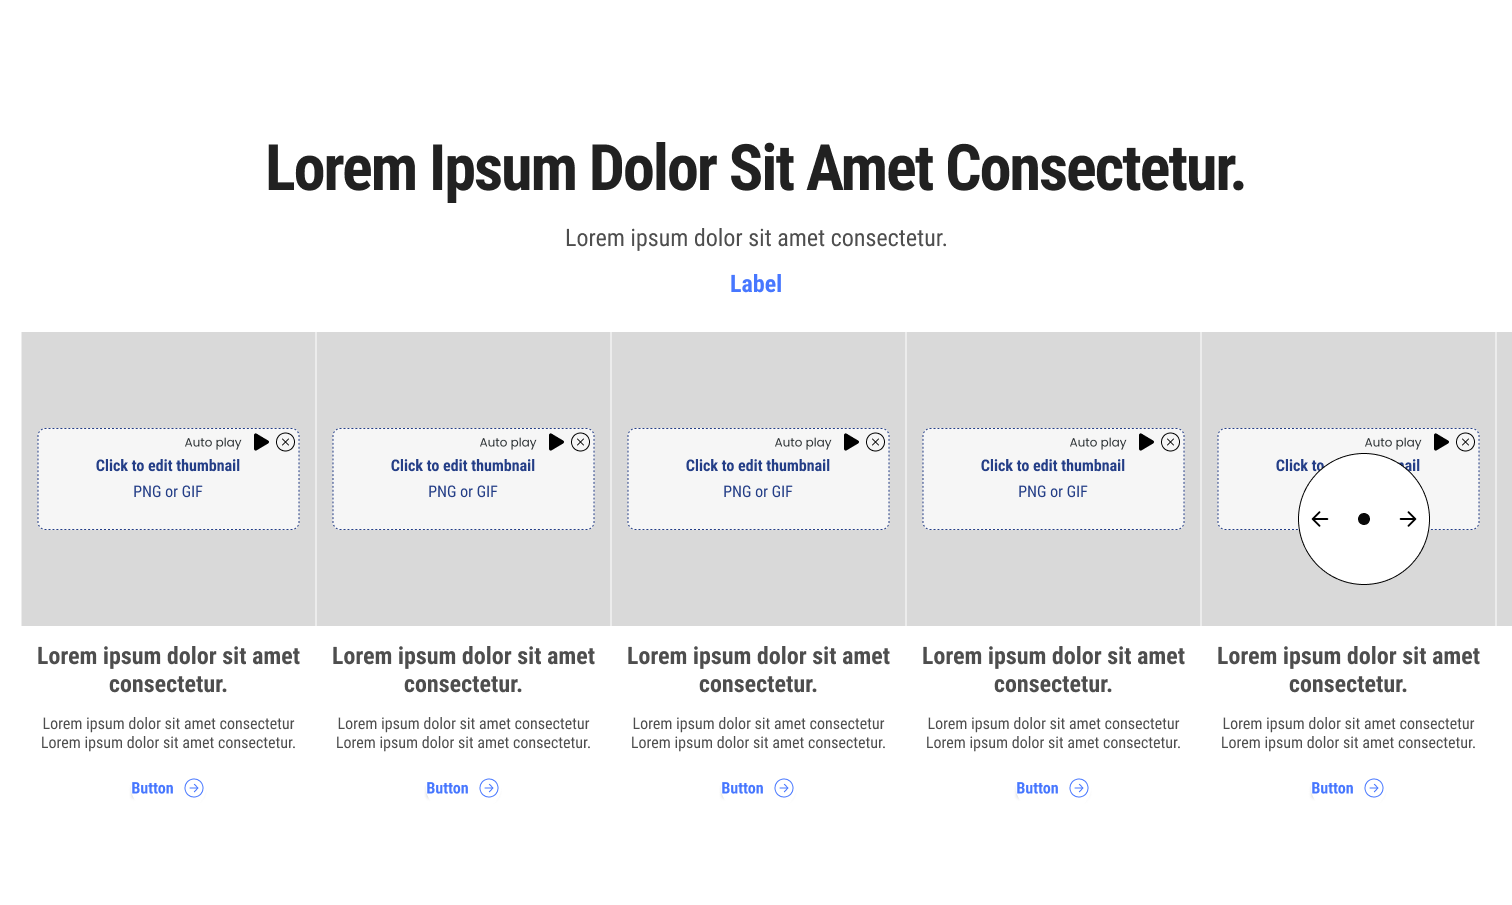 Lorem Ipsum Dolor Sit Amet Consectetur.
Lorem ipsum dolor sit amet consectetur.
Label
Auto play
Click to edit thumbnail
PNG or GIF
Lorem ipsum dolor sit amet
consectetur.
Lorem ipsum dolor sit amet consectetur
Lorem ipsum dolor sit amet consectetur.
Button
Auto play
Click to edit thumbnail
PNG or GIF
Lorem ipsum dolor sit amet
consectetur.
Lorem ipsum dolor sit amet consectetur
Lorem ipsum dolor sit amet consectetur.
Button
Auto play
Click to edit thumbnail
PNG or GIF
Lorem ipsum dolor sit amet
consectetur.
Lorem ipsum dolor sit amet consectetur
Lorem ipsum dolor sit amet consectetur.
Button
Auto play
Click to edit thumbnail
PNG or GIF
Lorem ipsum dolor sit amet
consectetur.
Lorem ipsum dolor sit amet consectetur
Lorem ipsum dolor sit amet consectetur.
Button
Auto play
Click to
Lorem ipsum dolor sit amet
consectetur.
Lorem ipsum dolor sit amet consectetur
Lorem ipsum dolor sit amet consectetur.
Button